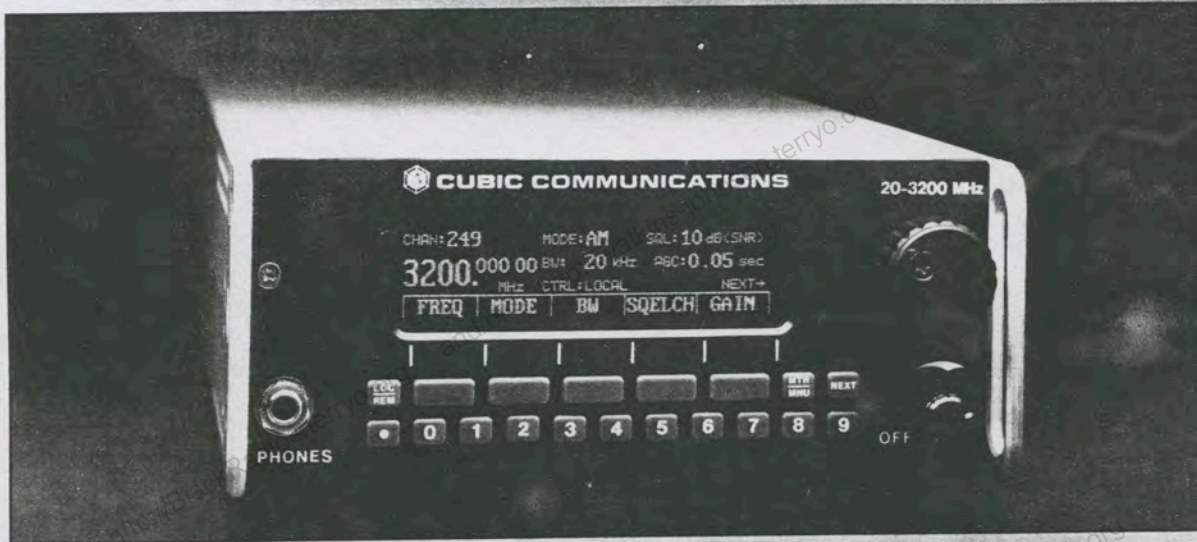 CUBIC COMMUNICATIONS
20-3200 MHz
CHAN:249 MODE:AM SQL:10 dB(SNR)
3200.000 00 MHz BW: 20 kHz AGC:0.05 sec
CTRL:LOCAL NEXT→
FREQ MODE BW SQELCH GAIN
LOC REM MTR MNU NEXT
• 0 1 2 3 4 5 6 7 8 9
PHONES
OFF